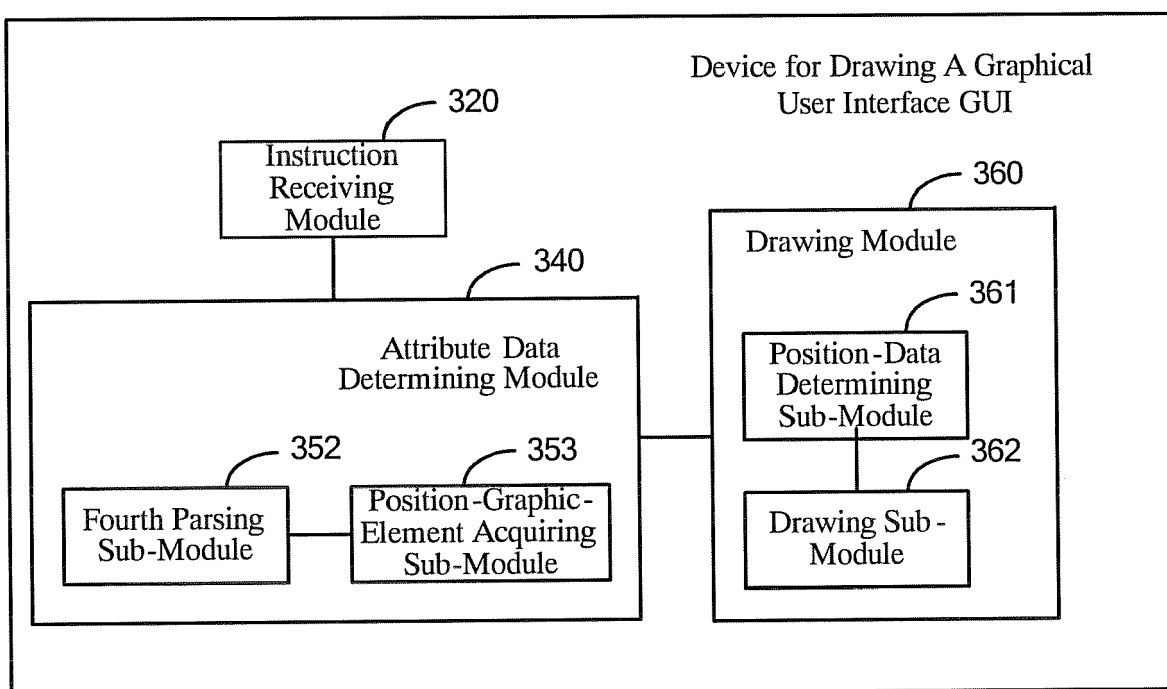 Device for Drawing A Graphical
User Interface GUI
320
Instruction
Receiving
Module
340
Attribute Data
Determining Module
352
Fourth Parsing
Sub-Module
353
Position-Graphic-
Element Acquiring
Sub-Module
360
Drawing Module
361
Position-Data
Determining
Sub-Module
362
Drawing Sub-
Module